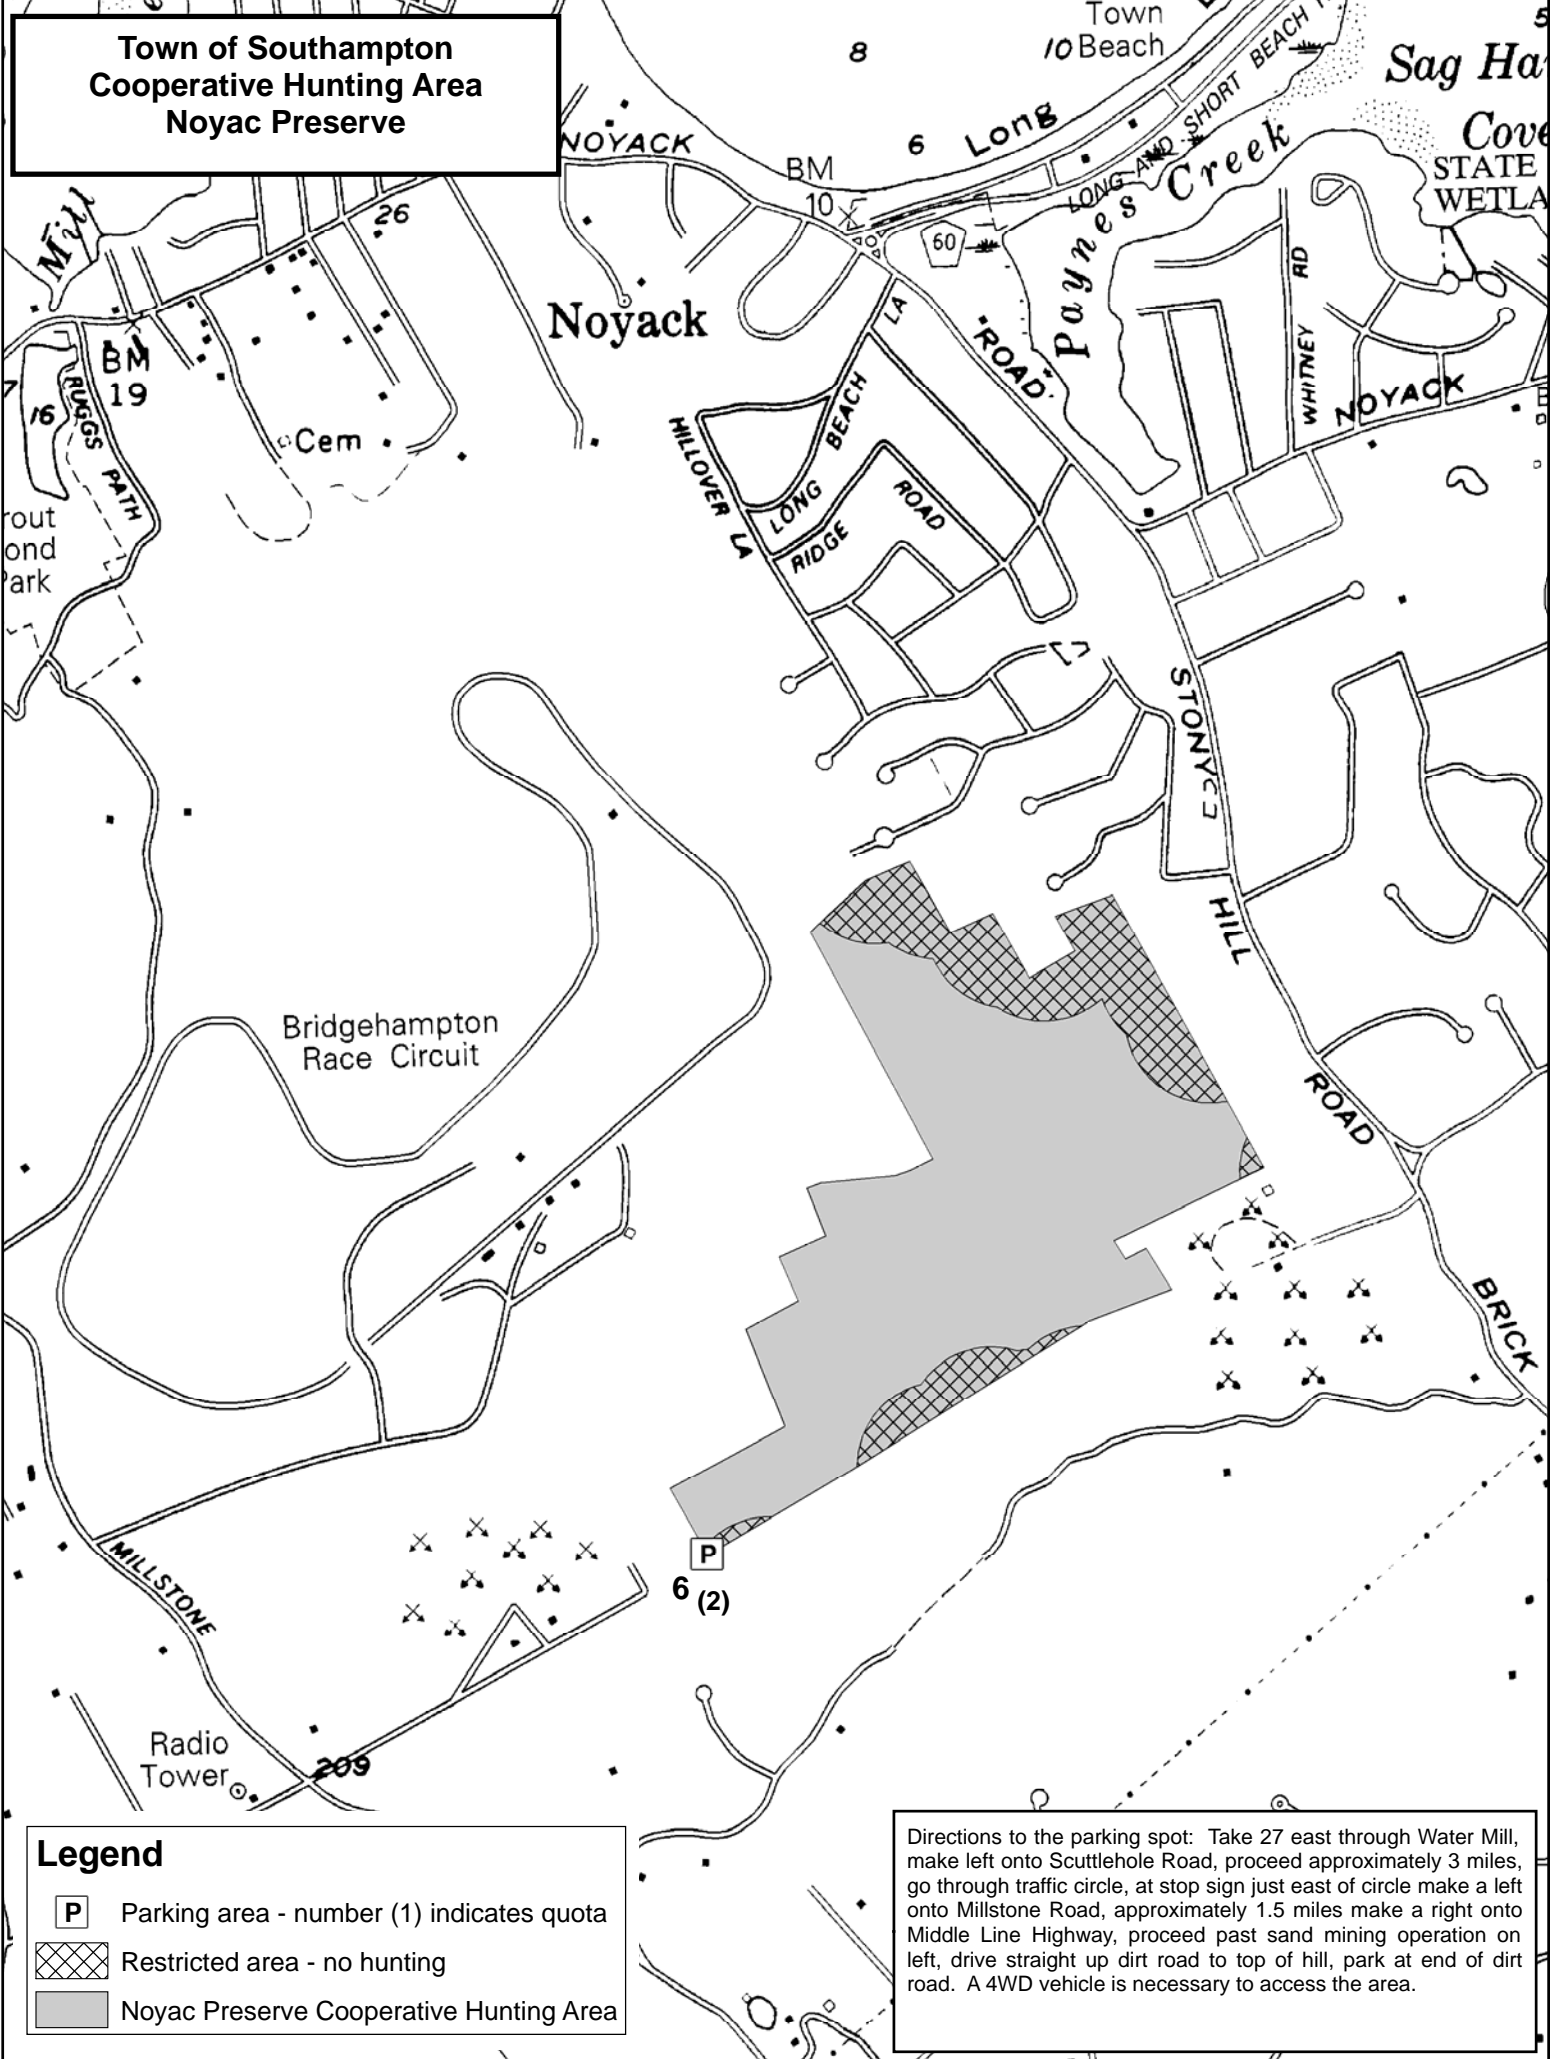 Town of Southampton
Cooperative Hunting Area
Noyac Preserve
Town
10 Beach
8
6
Long
LONG AND SHORT BEACH
Sag Ha
Cove
STATE
WETLA
5
NOYACK
BM
10
60
Paynes Creek
Mill
26
Noyack
LA
ROAD
RD
WHITNEY
NOYACK
BM
19
7
16
RUGGS
PATH
Cem
HILLOVER LA
BEACH
LONG
RIDGE
ROAD
rout
ond
Park
STONY
HILL
ROAD
BRICK
Bridgehampton
Race Circuit
MILLSTONE
P
6 (2)
Radio
Tower
209
Legend
P Parking area - number (1) indicates quota
Restricted area - no hunting
Noyac Preserve Cooperative Hunting Area
Directions to the parking spot: Take 27 east through Water Mill,
make left onto Scuttlehole Road, proceed approximately 3 miles,
go through traffic circle, at stop sign just east of circle make a left
onto Millstone Road, approximately 1.5 miles make a right onto
Middle Line Highway, proceed past sand mining operation on
left, drive straight up dirt road to top of hill, park at end of dirt
road. A 4WD vehicle is necessary to access the area.